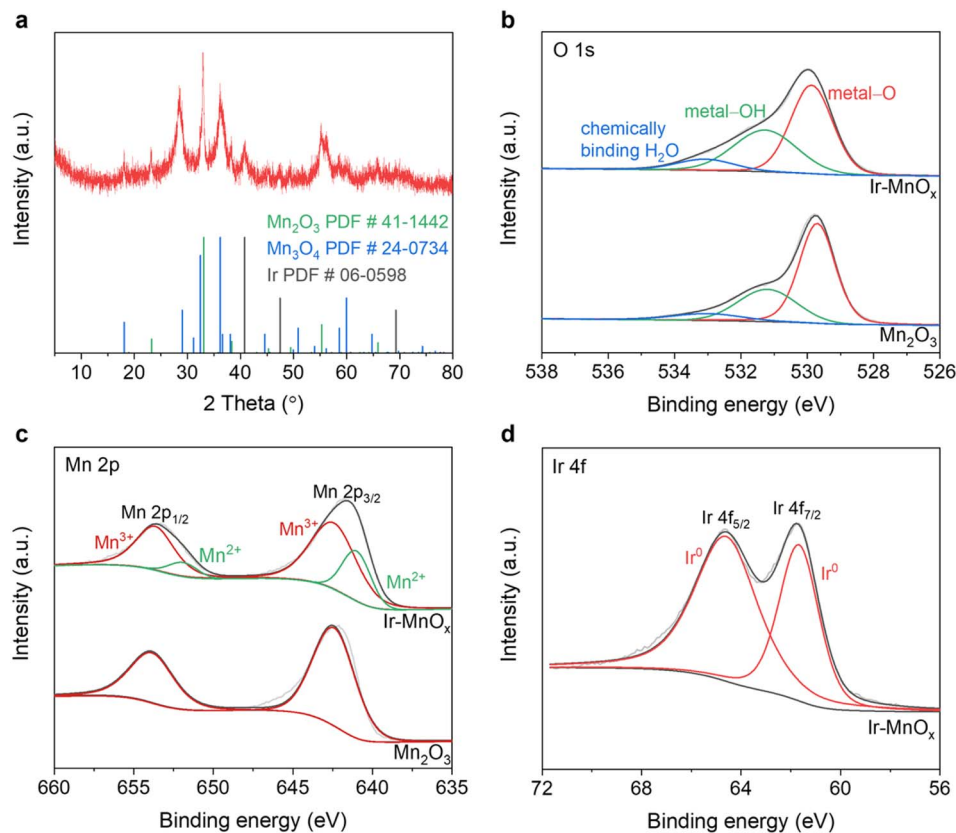 a
Intensity (a.u.)
Mn₂O₃ PDF # 41-1442
Mn₃O₄ PDF # 24-0734
Ir PDF # 06-0598
10 20 30 40 50 60 70 80
2 Theta (°)
b
O 1s
Intensity (a.u.)
metal–O
metal–OH
chemically
binding H₂O
Ir-MnOₓ
Mn₂O₃
538 536 534 532 530 528 526
Binding energy (eV)
c
Mn 2p
Intensity (a.u.)
Mn 2p₃/₂
Mn 2p₁/₂
Mn³⁺
Mn³⁺
Mn²⁺
Mn²⁺
Ir-MnOₓ
Mn₂O₃
660 655 650 645 640 635
Binding energy (eV)
d
Ir 4f
Intensity (a.u.)
Ir 4f₇/₂
Ir 4f₅/₂
Ir⁰
Ir⁰
Ir-MnOₓ
72 68 64 60 56
Binding energy (eV)